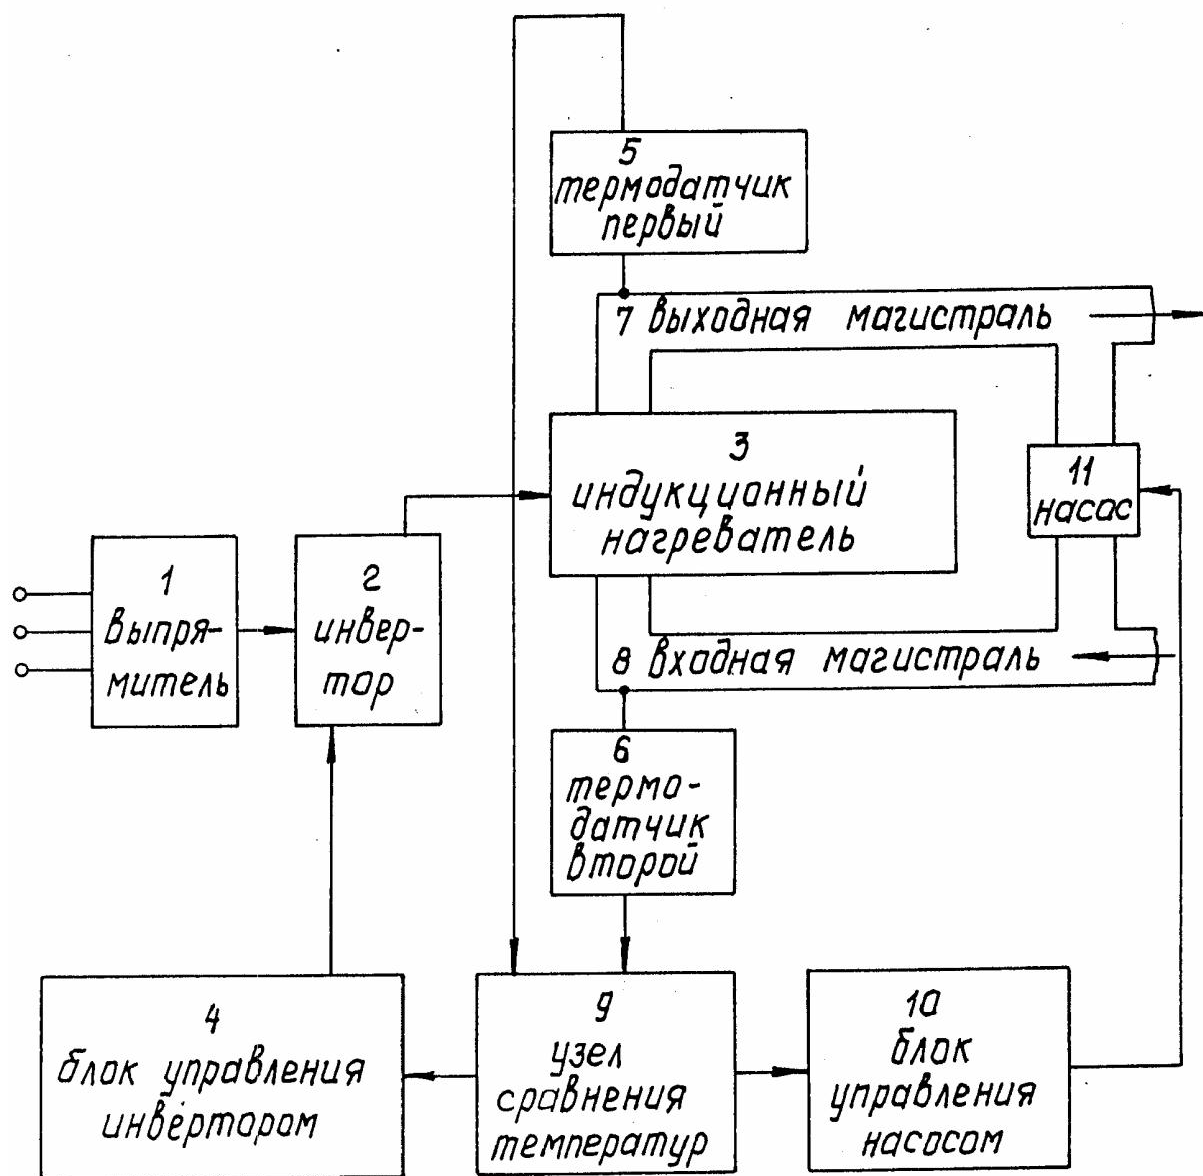 5
термодатчик
первый
7 выходная магистраль
3
индукционный
нагреватель
11
насас
1
выпря-
митель
2
инвер-
тор
8 входная магистраль
6
термо-
датчик
второй
4
блок управления
инвертором
9
узел
сравнения
температур
10
блок
управления
насосом